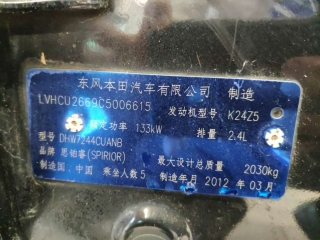 东风本田汽车有限公司 制造
LVHCU2669C5006615
发动机型号 K24Z5
额定功率 133kW 排量 2.4L
型号 DHW7244CUANB
品牌 思铂睿(SPIRIOR) 最大设计总质量 2030kg
制造国 中国 乘坐人数 5 制造年月 2012 年 03 月